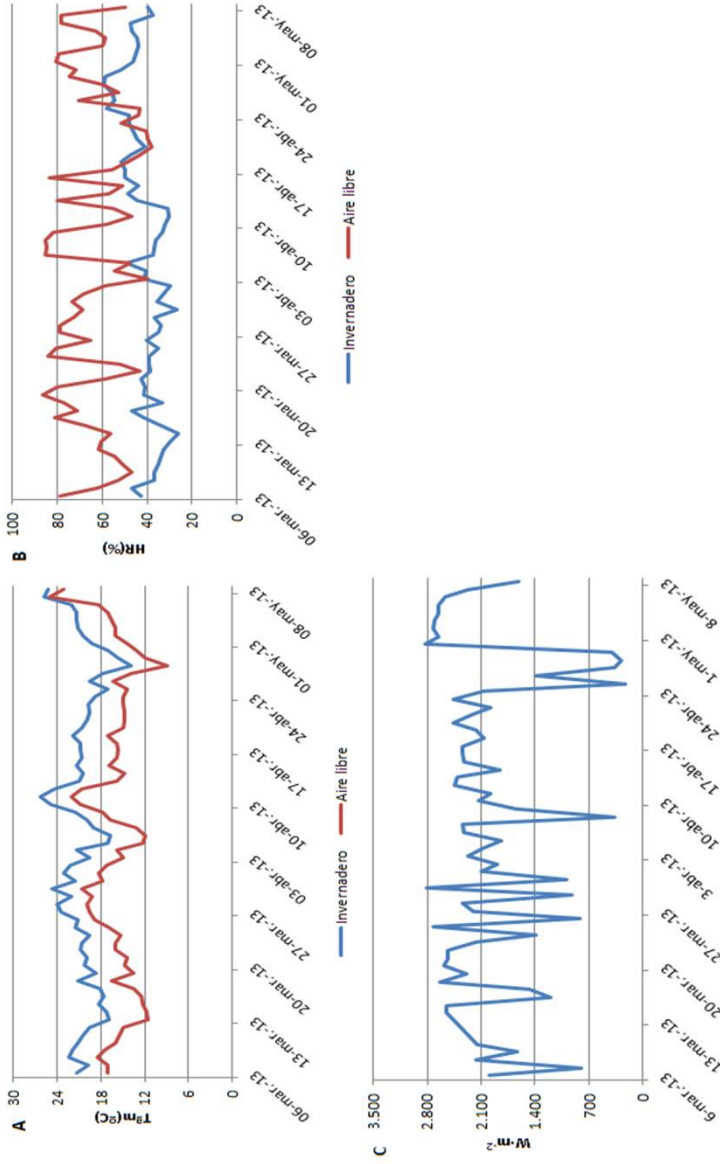 A
Tªm(ºC)
30
24
18
12
6
0
06-mar.-13
13-mar.-13
20-mar.-13
27-mar.-13
03-abr.-13
10-abr.-13
17-abr.-13
24-abr.-13
01-may.-13
08-may.-13
Invernadero
Aire libre
B
HR(%)
100
80
60
40
20
0
06-mar.-13
13-mar.-13
20-mar.-13
27-mar.-13
03-abr.-13
10-abr.-13
17-abr.-13
24-abr.-13
01-may.-13
08-may.-13
Invernadero
Aire libre
C
W·m-²
3.500
2.800
2.100
1.400
700
0
6-mar.-13
13-mar.-13
20-mar.-13
27-mar.-13
3-abr.-13
10-abr.-13
17-abr.-13
24-abr.-13
1-may.-13
8-may.-13